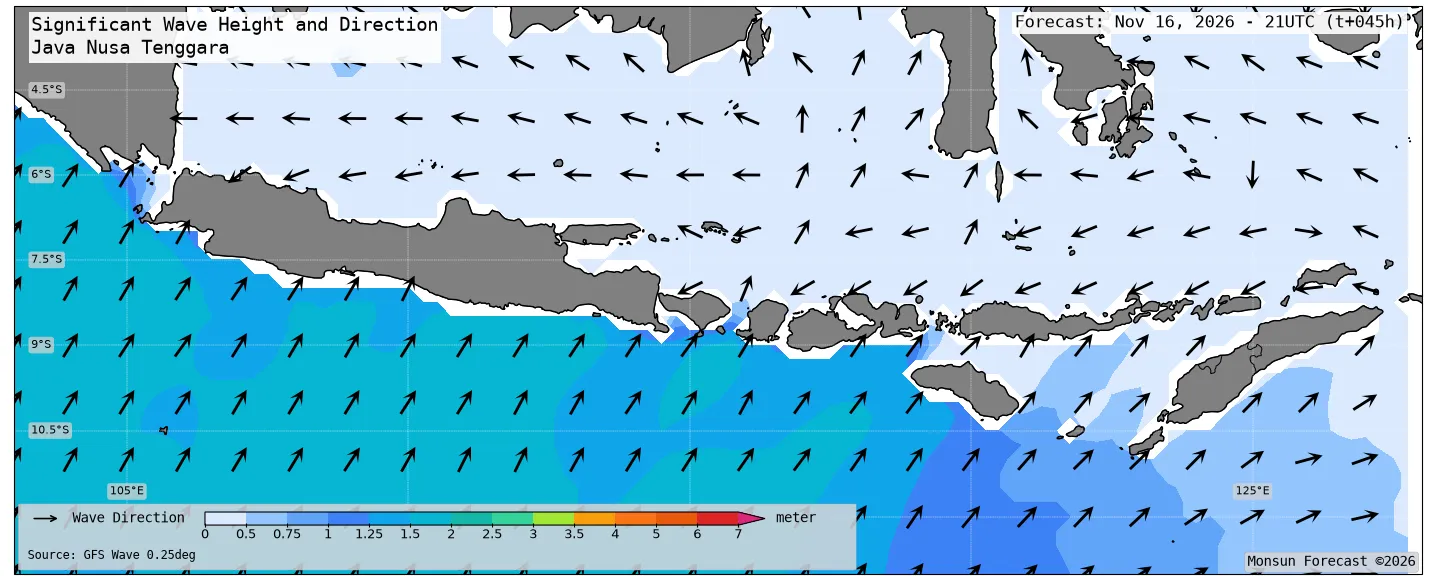 Significant Wave Height and Direction
Java Nusa Tenggara
Forecast: Nov 16, 2026 - 21UTC (t+045h)
4.5°S
6°S
7.5°S
9°S
10.5°S
105°E
125°E
Wave Direction
meter
0 0.5 0.75 1 1.25 1.5 2 2.5 3 3.5 4 5 6 7
Source: GFS Wave 0.25deg
Monsun Forecast ©2026